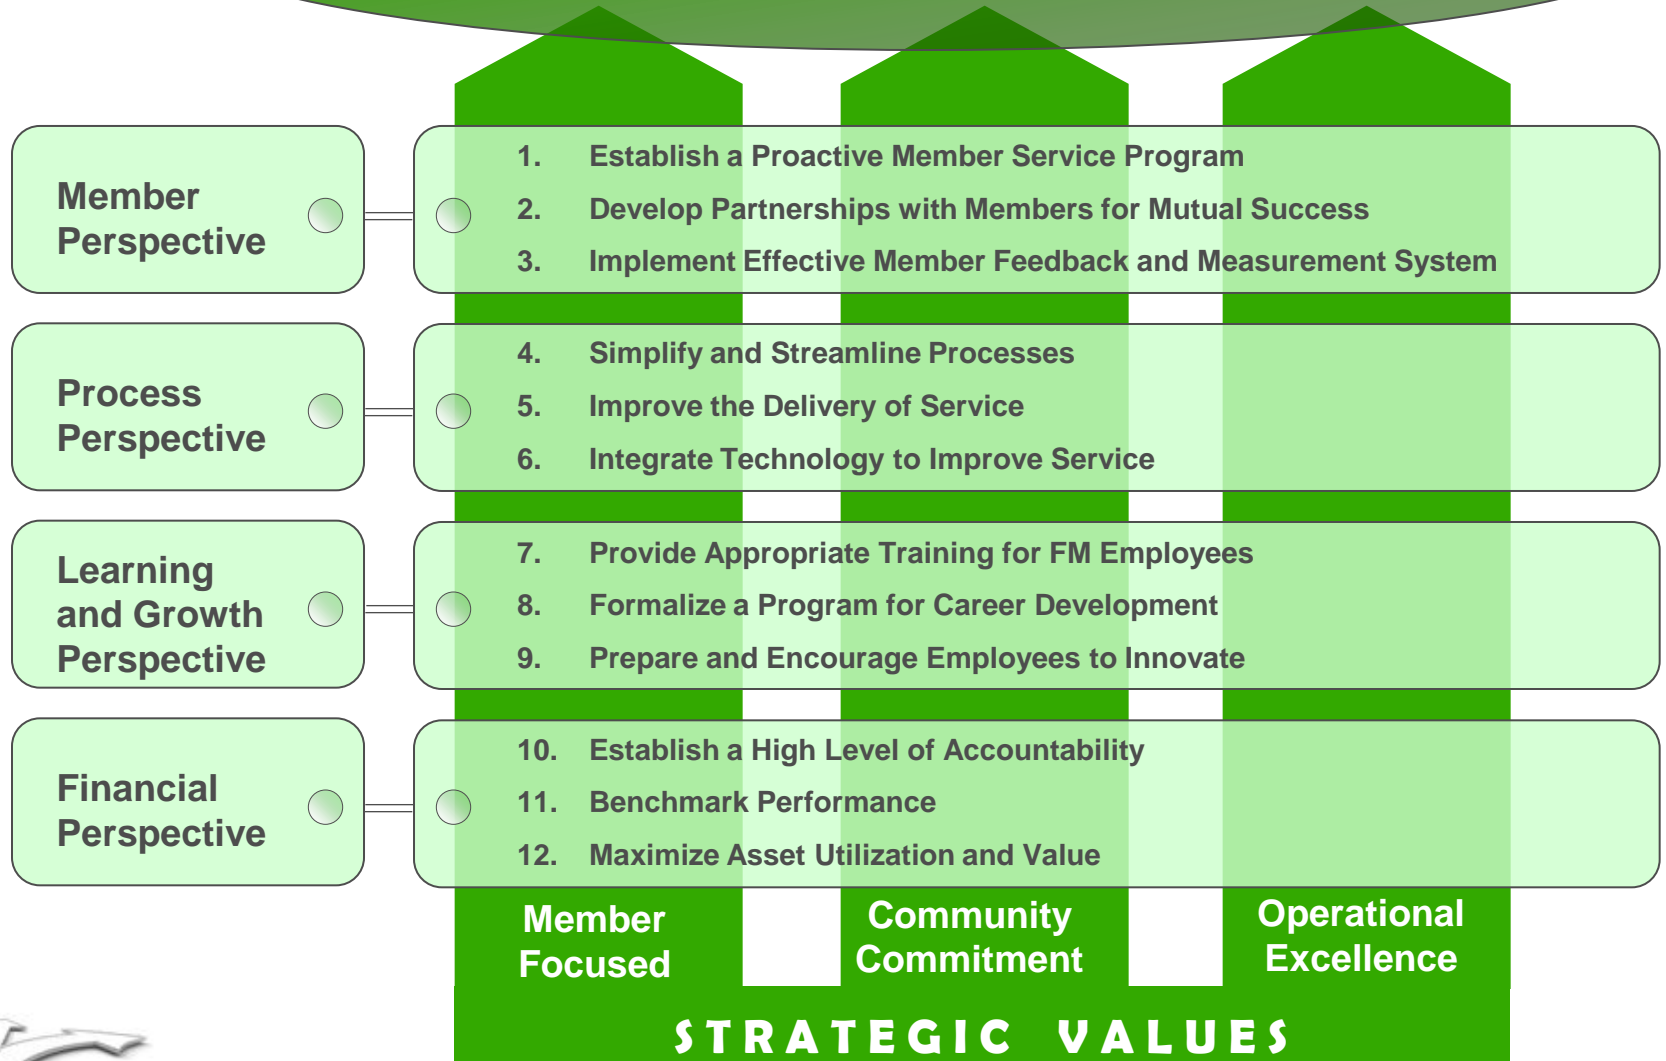 Member
Perspective
1. Establish a Proactive Member Service Program
2. Develop Partnerships with Members for Mutual Success
3. Implement Effective Member Feedback and Measurement System
Process
Perspective
4. Simplify and Streamline Processes
5. Improve the Delivery of Service
6. Integrate Technology to Improve Service
Learning
and Growth
Perspective
7. Provide Appropriate Training for FM Employees
8. Formalize a Program for Career Development
9. Prepare and Encourage Employees to Innovate
Financial
Perspective
10. Establish a High Level of Accountability
11. Benchmark Performance
12. Maximize Asset Utilization and Value
Member
Focused
Community
Commitment
Operational
Excellence
STRATEGIC VALUES